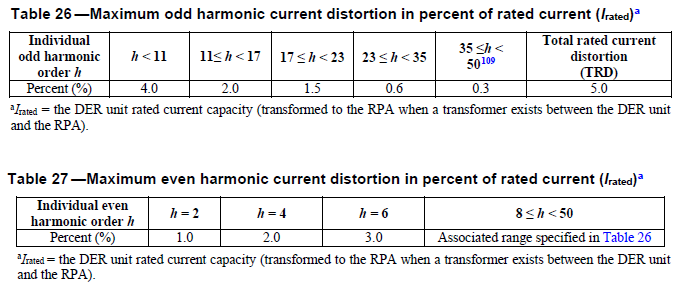 Table 26 —Maximum odd harmonic current distortion in percent of rated current (Irated)a
Individual odd harmonic order h | h < 11 | 11≤ h < 17 | 17 ≤ h < 23 | 23 ≤ h < 35 | 35 ≤h < 50109 | Total rated current distortion (TRD)
Percent (%) | 4.0 | 2.0 | 1.5 | 0.6 | 0.3 | 5.0
aIrated = the DER unit rated current capacity (transformed to the RPA when a transformer exists between the DER unit
and the RPA).
Table 27 —Maximum even harmonic current distortion in percent of rated current (Irated)a
Individual even harmonic order h | h = 2 | h = 4 | h = 6 | 8 ≤ h < 50
Percent (%) | 1.0 | 2.0 | 3.0 | Associated range specified in Table 26
aIrated = the DER unit rated current capacity (transformed to the RPA when a transformer exists between the DER unit
and the RPA).